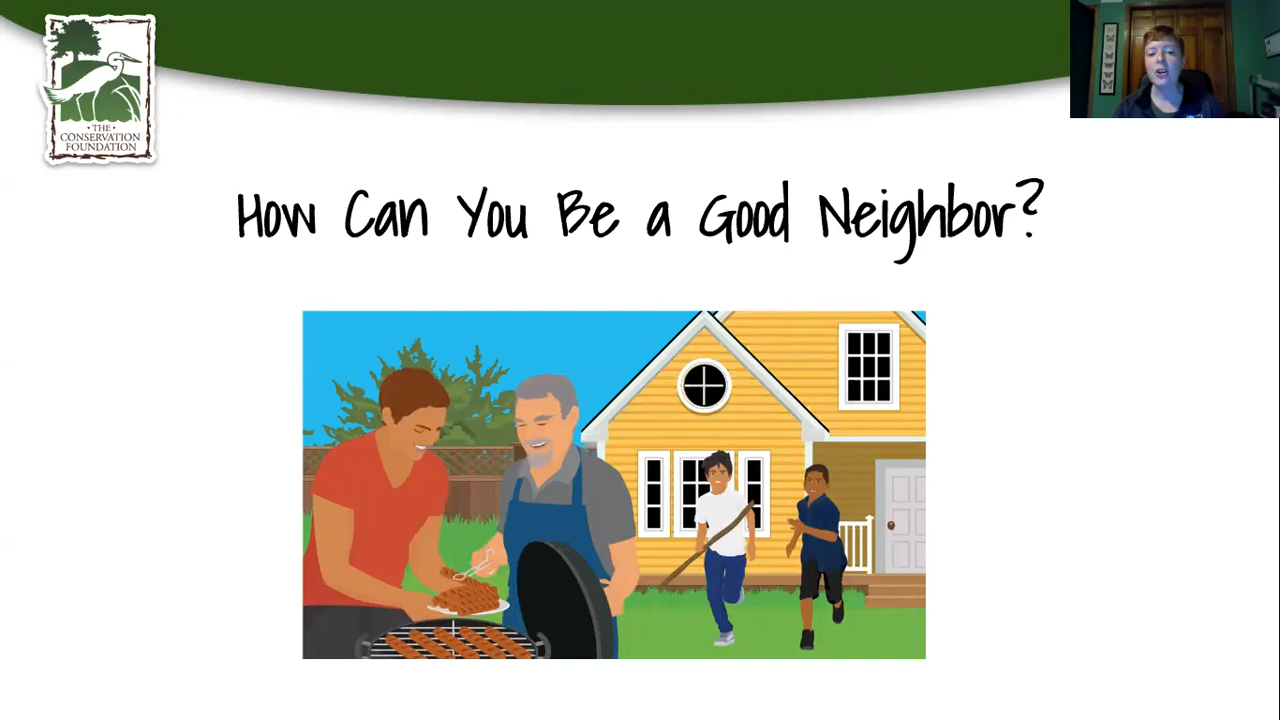 • THE •
CONSERVATION
FOUNDATION
How Can You Be a Good Neighbor?